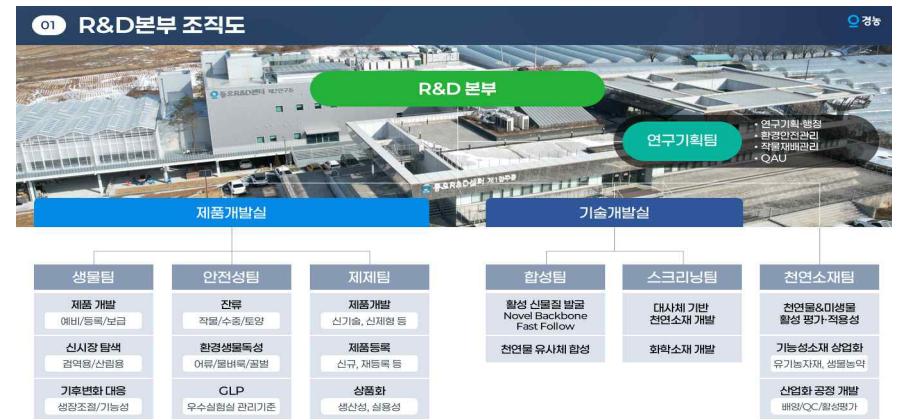 01 R&D본부 조직도
경농
R&D 본부
연구기획팀
• 연구기획·행정
• 환경안전관리
• 작물재배관리
• QAU
제품개발실
기술개발실
생물팀
제품 개발
예비/등록/보급
신시장 탐색
검역용/산림용
기후변화 대응
생장조절/기능성
안전성팀
잔류
작물/수중/토양
환경생물독성
어류/물벼룩/꿀벌
GLP
우수실험실 관리기준
제제팀
제품개발
신기술, 신제형 등
제품등록
신규, 재등록 등
상품화
생산성, 실용성
합성팀
활성 신물질 발굴
Novel Backbone
Fast Follow
천연물 유사체 합성
스크리닝팀
대사체 기반
천연소재 개발
화학소재 개발
천연소재팀
천연물&미생물
활성 평가·적용성
기능성소재 상업화
유기농자재, 생물농약
산업화 공정 개발
배양/QC/활성평가